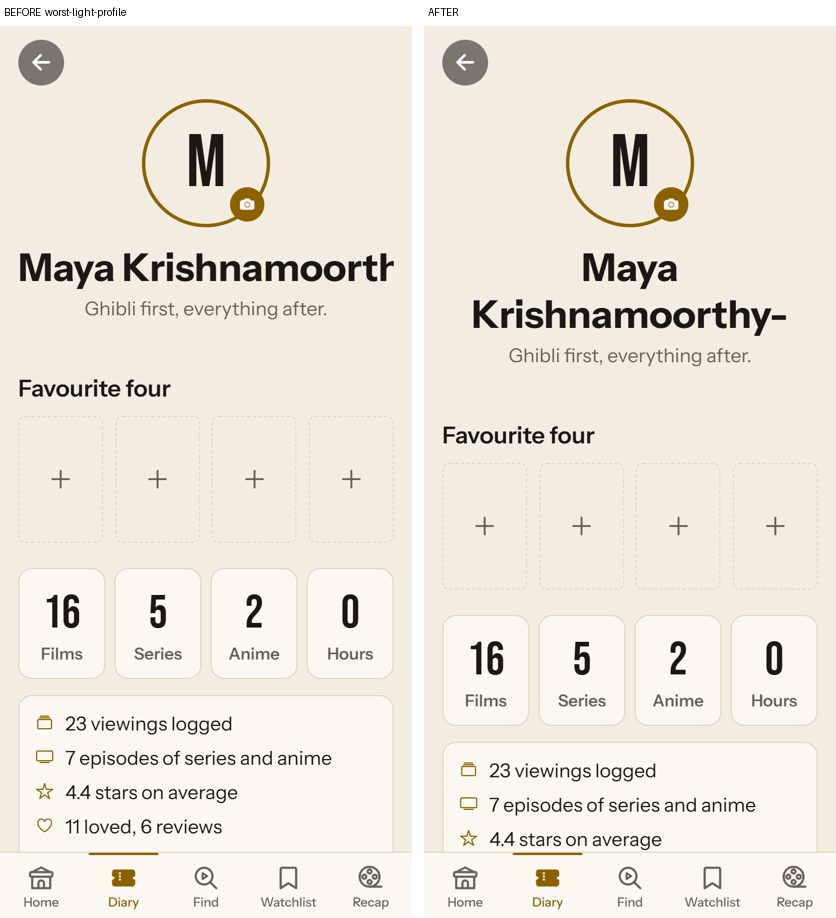 BEFORE worst-light-profile
M
Maya Krishnamoorth
Ghibli first, everything after.
Favourite four
16
5
2
0
Films
Series
Anime
Hours
23 viewings logged
7 episodes of series and anime
4.4 stars on average
11 loved, 6 reviews
Home
Diary
Find
Watchlist
Recap
AFTER
M
Maya
Krishnamoorthy-
Ghibli first, everything after.
Favourite four
16
5
2
0
Films
Series
Anime
Hours
23 viewings logged
7 episodes of series and anime
4.4 stars on average
Home
Diary
Find
Watchlist
Recap